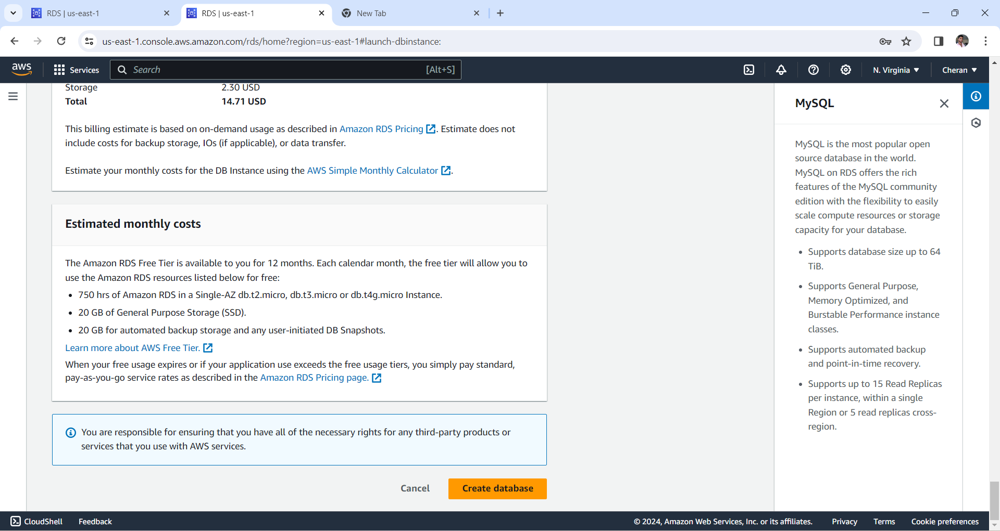 RDS | us-east-1
RDS | us-east-1
New Tab
us-east-1.console.aws.amazon.com/rds/home?region=us-east-1#launch-dbinstance:
aws
Services
Search
[Alt+S]
N. Virginia
Cheran
Storage 2.30 USD
Total 14.71 USD
This billing estimate is based on on-demand usage as described in Amazon RDS Pricing. Estimate does not
include costs for backup storage, IOs (if applicable), or data transfer.
Estimate your monthly costs for the DB Instance using the AWS Simple Monthly Calculator.
Estimated monthly costs
The Amazon RDS Free Tier is available to you for 12 months. Each calendar month, the free tier will allow you to
use the Amazon RDS resources listed below for free:
• 750 hrs of Amazon RDS in a Single-AZ db.t2.micro, db.t3.micro or db.t4g.micro Instance.
• 20 GB of General Purpose Storage (SSD).
• 20 GB for automated backup storage and any user-initiated DB Snapshots.
Learn more about AWS Free Tier.
When your free usage expires or if your application use exceeds the free usage tiers, you simply pay standard,
pay-as-you-go service rates as described in the Amazon RDS Pricing page.
You are responsible for ensuring that you have all of the necessary rights for any third-party products or
services that you use with AWS services.
Cancel
Create database
MySQL
MySQL is the most popular open
source database in the world.
MySQL on RDS offers the rich
features of the MySQL community
edition with the flexibility to easily
scale compute resources or storage
capacity for your database.
• Supports database size up to 64
TiB.
• Supports General Purpose,
Memory Optimized, and
Burstable Performance instance
classes.
• Supports automated backup
and point-in-time recovery.
• Supports up to 15 Read Replicas
per instance, within a single
Region or 5 read replicas cross-
region.
CloudShell
Feedback
© 2024, Amazon Web Services, Inc. or its affiliates.
Privacy
Terms
Cookie preferences